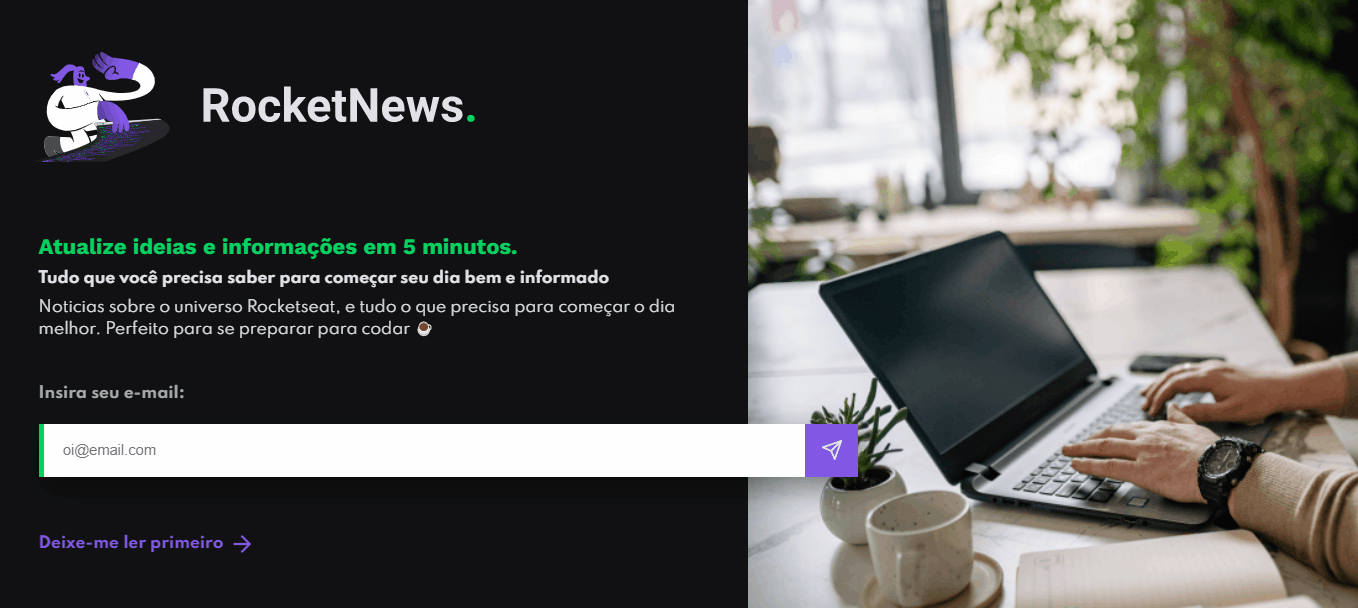 RocketNews.
Atualize ideias e informações em 5 minutos.
Tudo que você precisa saber para começar seu dia bem e informado
Noticias sobre o universo Rocketseat, e tudo o que precisa para começar o dia
melhor. Perfeito para se preparar para codar ☕
Insira seu e-mail:
oi@email.com
Deixe-me ler primeiro →